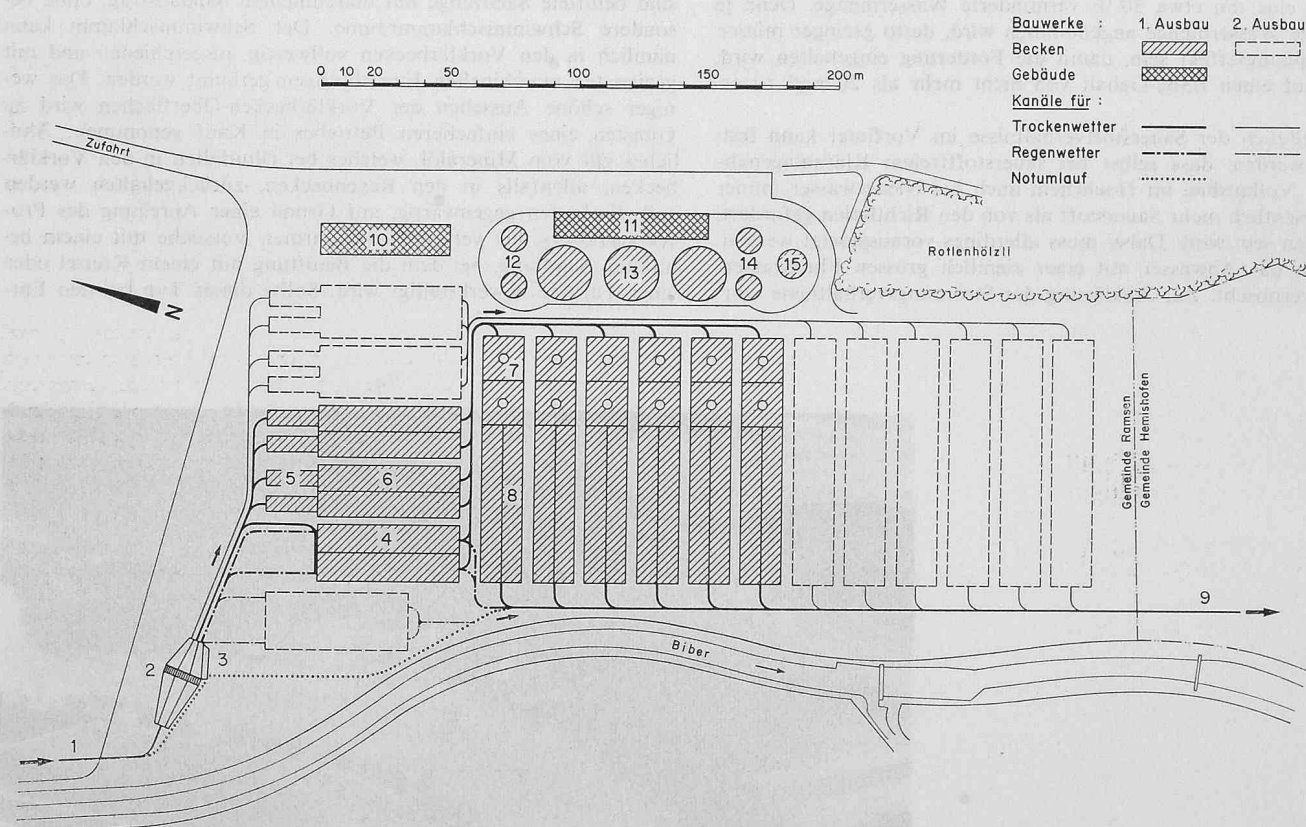 Bauwerke : 1. Ausbau 2. Ausbau
Becken
Gebäude
Kanäle für :
Trockenwetter
Regenwetter
Notumlauf
0 10 20 50 100 150 200 m
Zufahrt
N
10
11
12
13
14
15
Roflenhölzli
7
5
6
8
4
Gemeinde Ramsen
Gemeinde Hemishofen
9
2
3
Biber
1